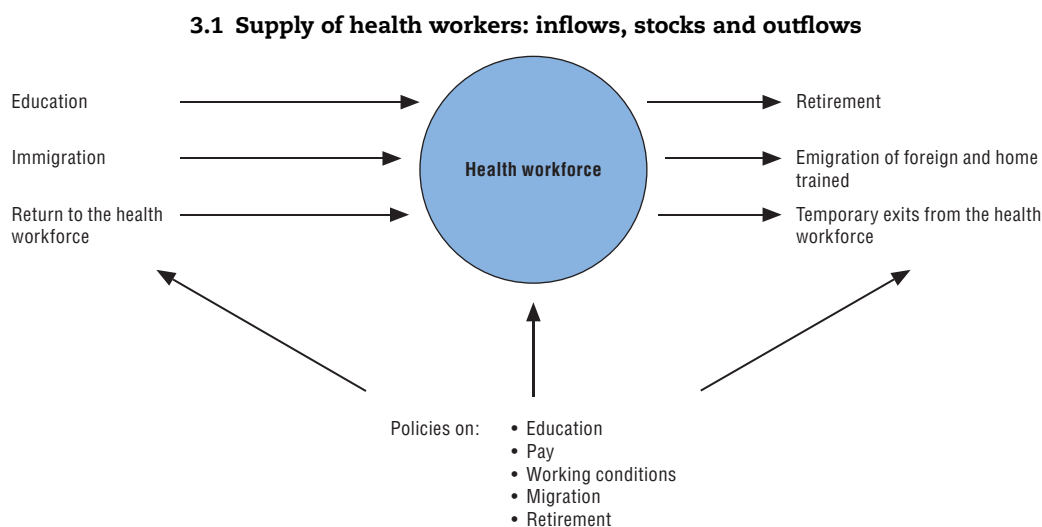 3.1 Supply of health workers: inflows, stocks and outflows
Education
Immigration
Return to the health
workforce
Health workforce
Retirement
Emigration of foreign and home
trained
Temporary exits from the health
workforce
Policies on:
• Education
• Pay
• Working conditions
• Migration
• Retirement